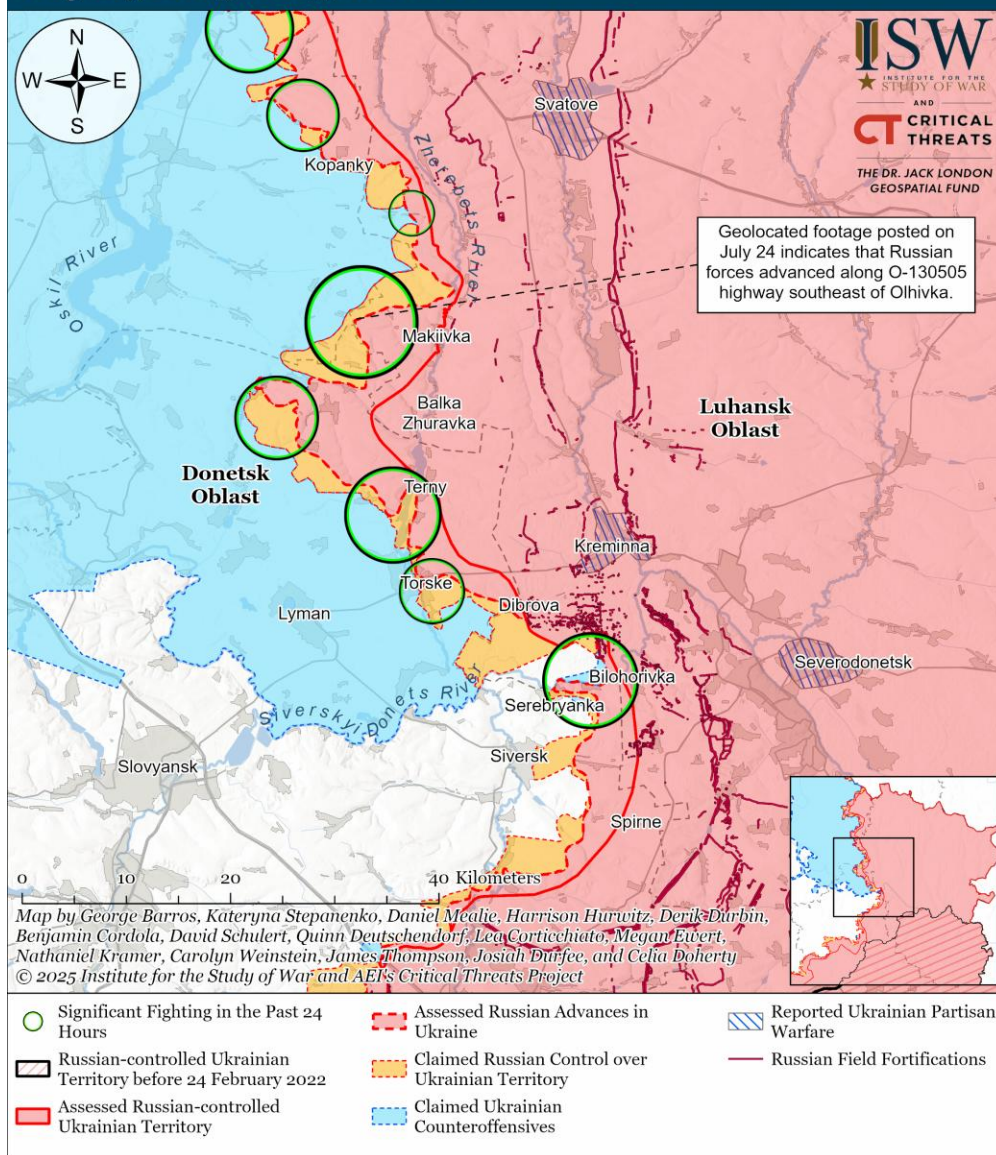 N
W
E
S
ISW
INSTITUTE FOR THE
STUDY OF WAR
AND
CT CRITICAL
THREATS
THE DR. JACK LONDON
GEOSPATIAL FUND
Svatove
Kopanky
Zherebets River
Oskil River
Geolocated footage posted on
July 24 indicates that Russian
forces advanced along O-130505
highway southeast of Olhivka.
Makiivka
Balka
Zhuravka
Luhansk
Oblast
Donetsk
Oblast
Terny
Kreminna
Torske
Dibrova
Lyman
Severodonetsk
Bilohorivka
Siverskyi Donets River
Serebryanka
Siversk
Slovyansk
Spirne
0 10 20 40 Kilometers
Map by George Barros, Kateryna Stepanenko, Daniel Mealie, Harrison Hurwitz, Derik Durbin,
Benjamin Cordola, David Schulert, Quinn Deutschendorf, Lea Corticchiato, Megan Ewert,
Nathaniel Kramer, Carolyn Weinstein, James Thompson, Josiah Durfee, and Celia Doherty
© 2025 Institute for the Study of War and AEI's Critical Threats Project
Significant Fighting in the Past 24
Hours
Russian-controlled Ukrainian
Territory before 24 February 2022
Assessed Russian-controlled
Ukrainian Territory
Assessed Russian Advances in
Ukraine
Claimed Russian Control over
Ukrainian Territory
Claimed Ukrainian
Counteroffensives
Reported Ukrainian Partisan
Warfare
Russian Field Fortifications